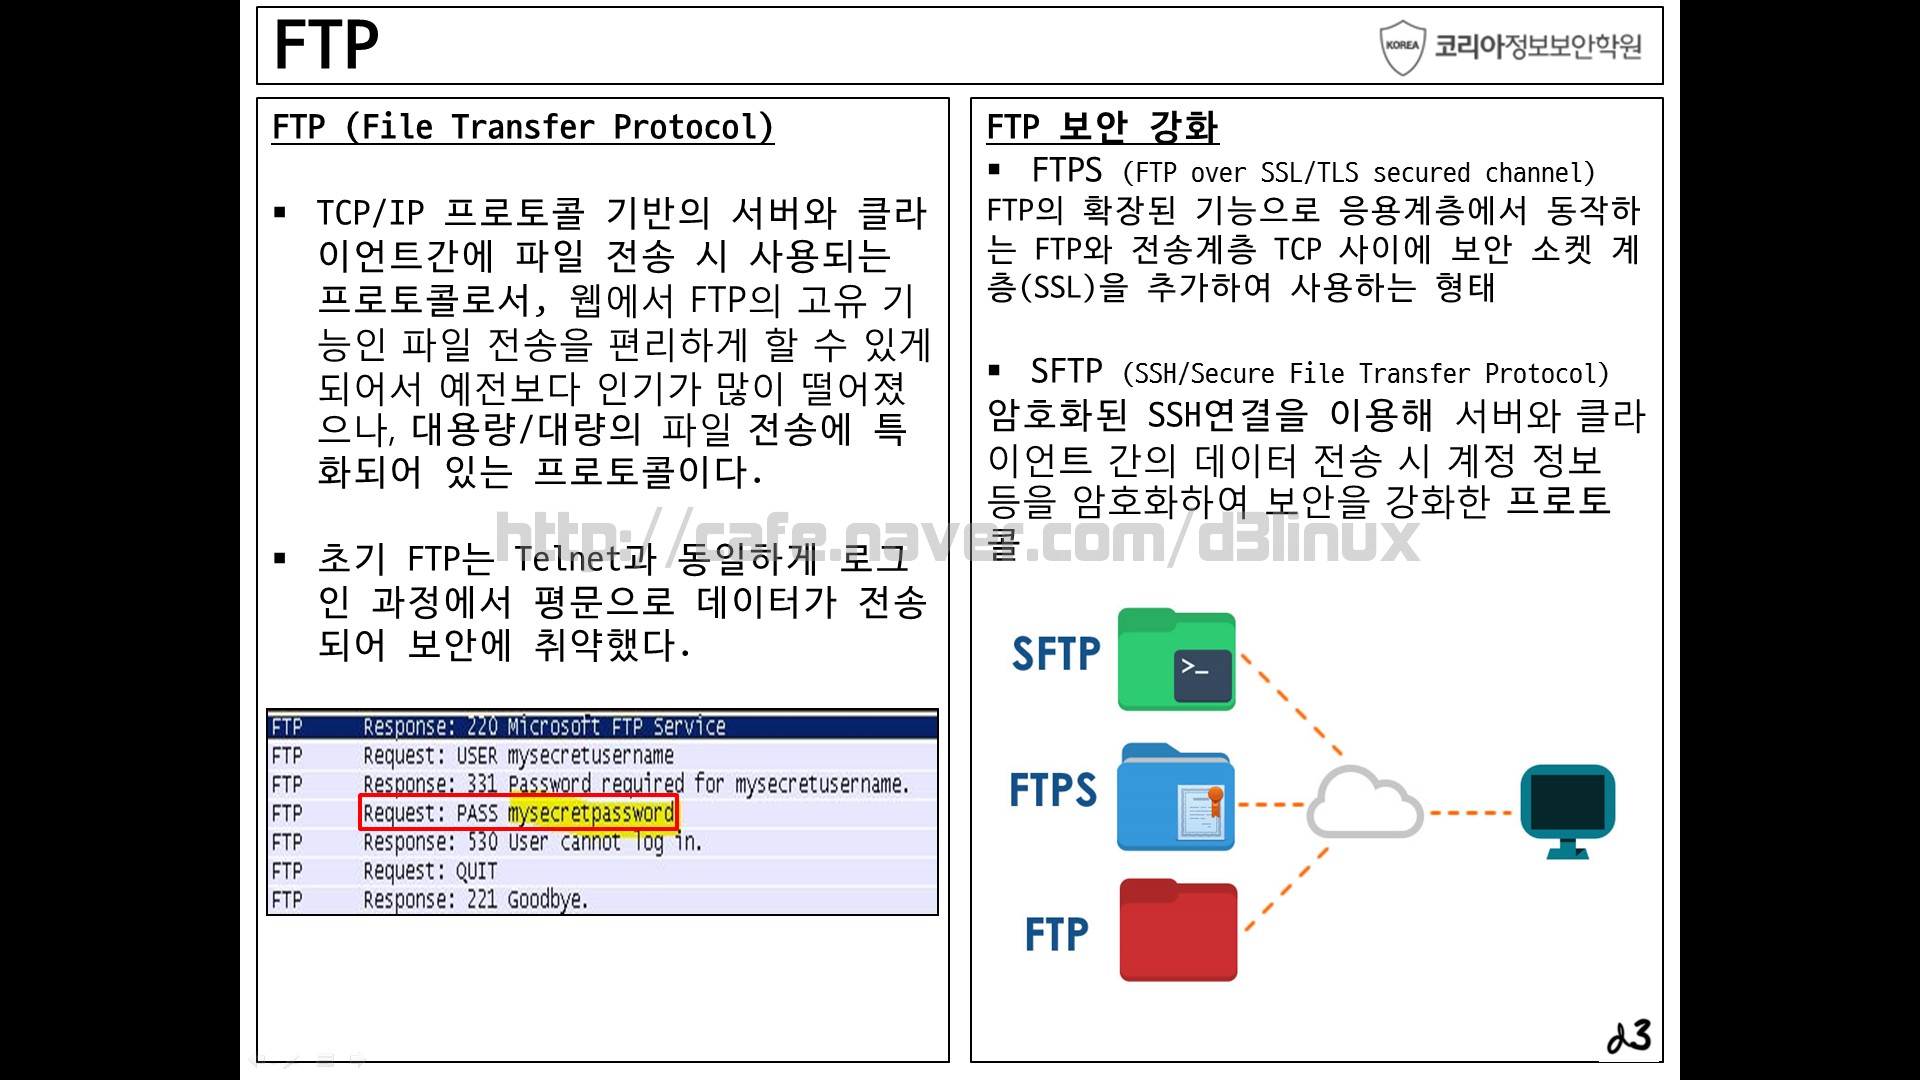 FTP
KOREA 코리아정보보안학원
FTP (File Transfer Protocol)
▪ TCP/IP 프로토콜 기반의 서버와 클라
이언트간에 파일 전송 시 사용되는
프로토콜로서, 웹에서 FTP의 고유 기
능인 파일 전송을 편리하게 할 수 있게
되어서 예전보다 인기가 많이 떨어졌
으나, 대용량/대량의 파일 전송에 특
화되어 있는 프로토콜이다.
▪ 초기 FTP는 Telnet과 동일하게 로그
인 과정에서 평문으로 데이터가 전송
되어 보안에 취약했다.
FTP Response: 220 Microsoft FTP Service
FTP Request: USER mysecretusername
FTP Response: 331 Password required for mysecretusername.
FTP Request: PASS mysecretpassword
FTP Response: 530 User cannot log in.
FTP Request: QUIT
FTP Response: 221 Goodbye.
FTP 보안 강화
▪ FTPS (FTP over SSL/TLS secured channel)
FTP의 확장된 기능으로 응용계층에서 동작하
는 FTP와 전송계층 TCP 사이에 보안 소켓 계
층(SSL)을 추가하여 사용하는 형태
▪ SFTP (SSH/Secure File Transfer Protocol)
암호화된 SSH연결을 이용해 서버와 클라
이언트 간의 데이터 전송 시 계정 정보
등을 암호화하여 보안을 강화한 프로토
콜
http://cafe.naver.com/d3linux
SFTP
>_
FTPS
FTP
d3